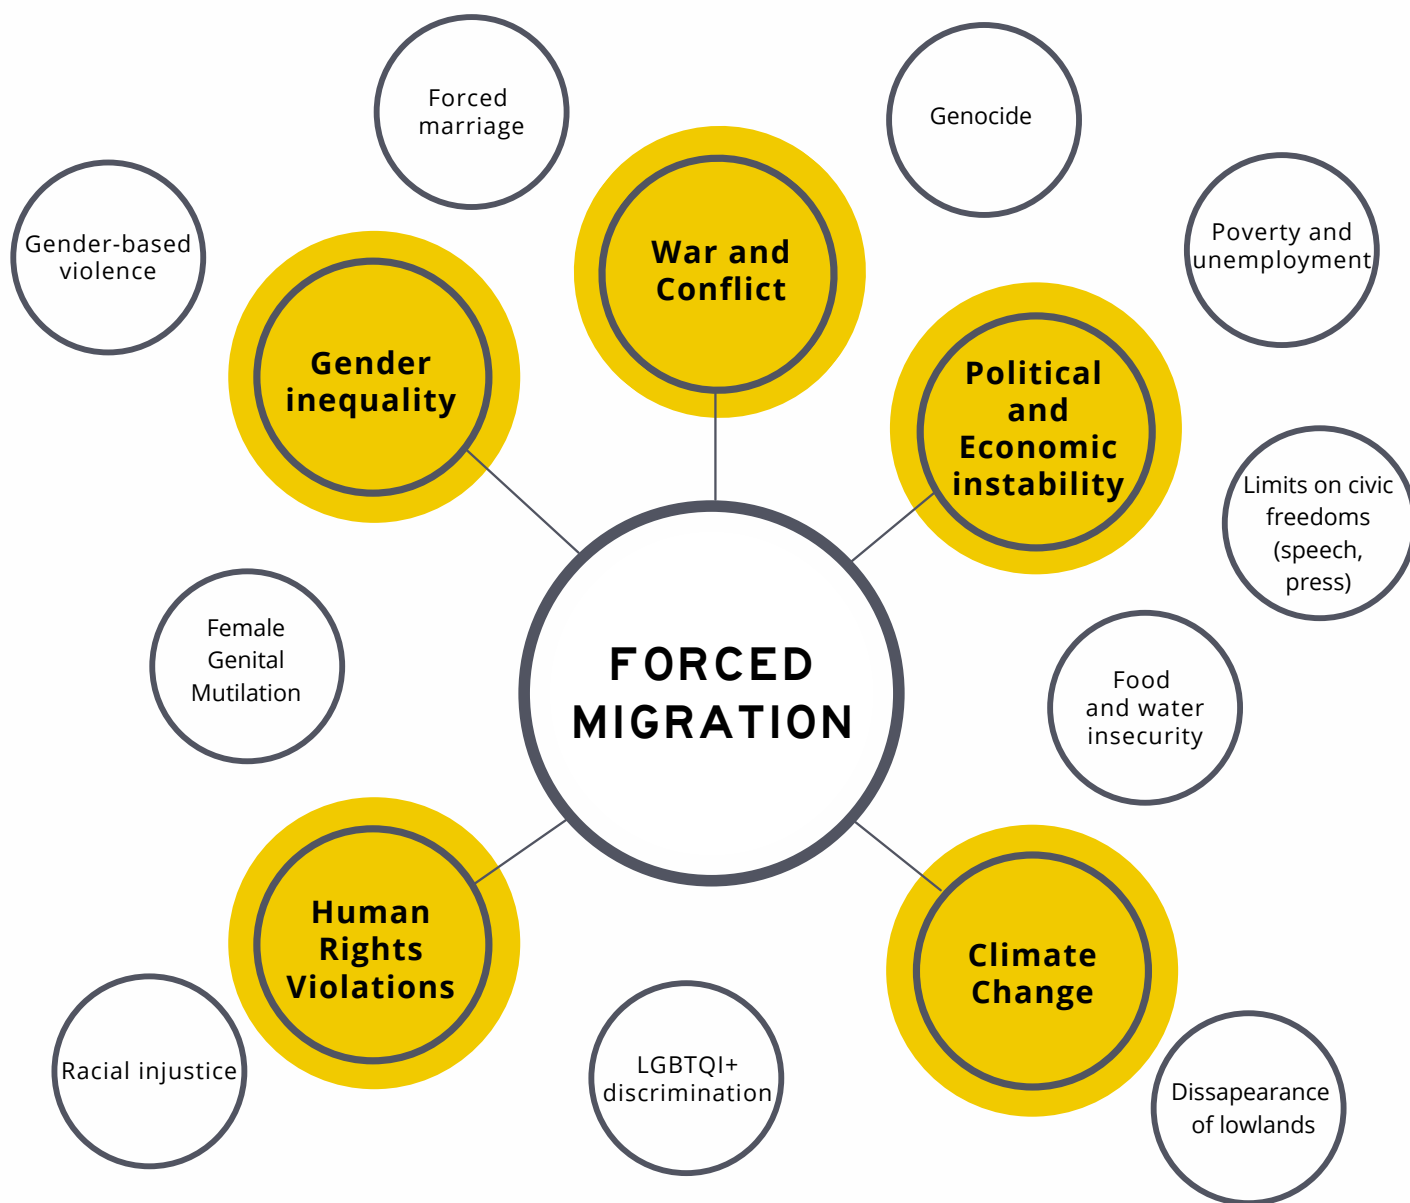 Forced
marriage
Genocide
Gender-based
violence
War and
Conflict
Poverty and
unemployment
Gender
inequality
Political
and
Economic
instability
Limits on civic
freedoms
(speech,
press)
Female
Genital
Mutilation
FORCED
MIGRATION
Food
and water
insecurity
Human
Rights
Violations
Climate
Change
Racial injustice
LGBTQI+
discrimination
Dissapearance
of lowlands